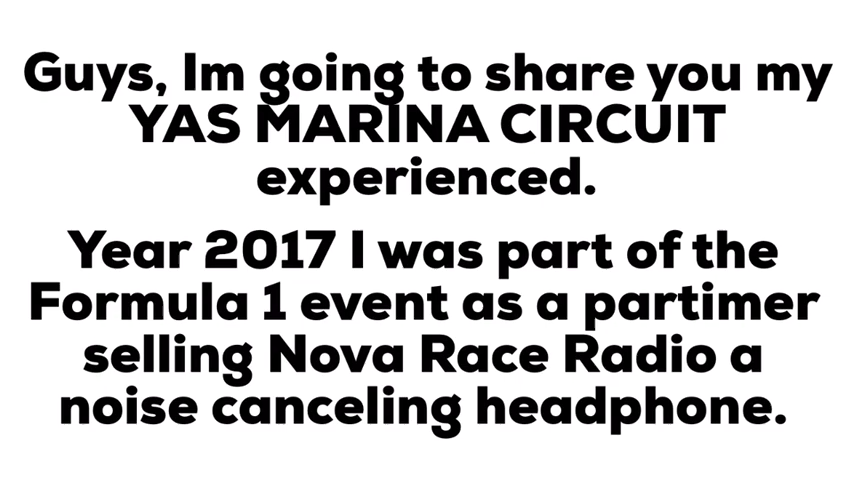 Guys, Im going to share you my
YAS MARINA CIRCUIT
experienced.
Year 2017 I was part of the
Formula 1 event as a partimer
selling Nova Race Radio a
noise canceling headphone.